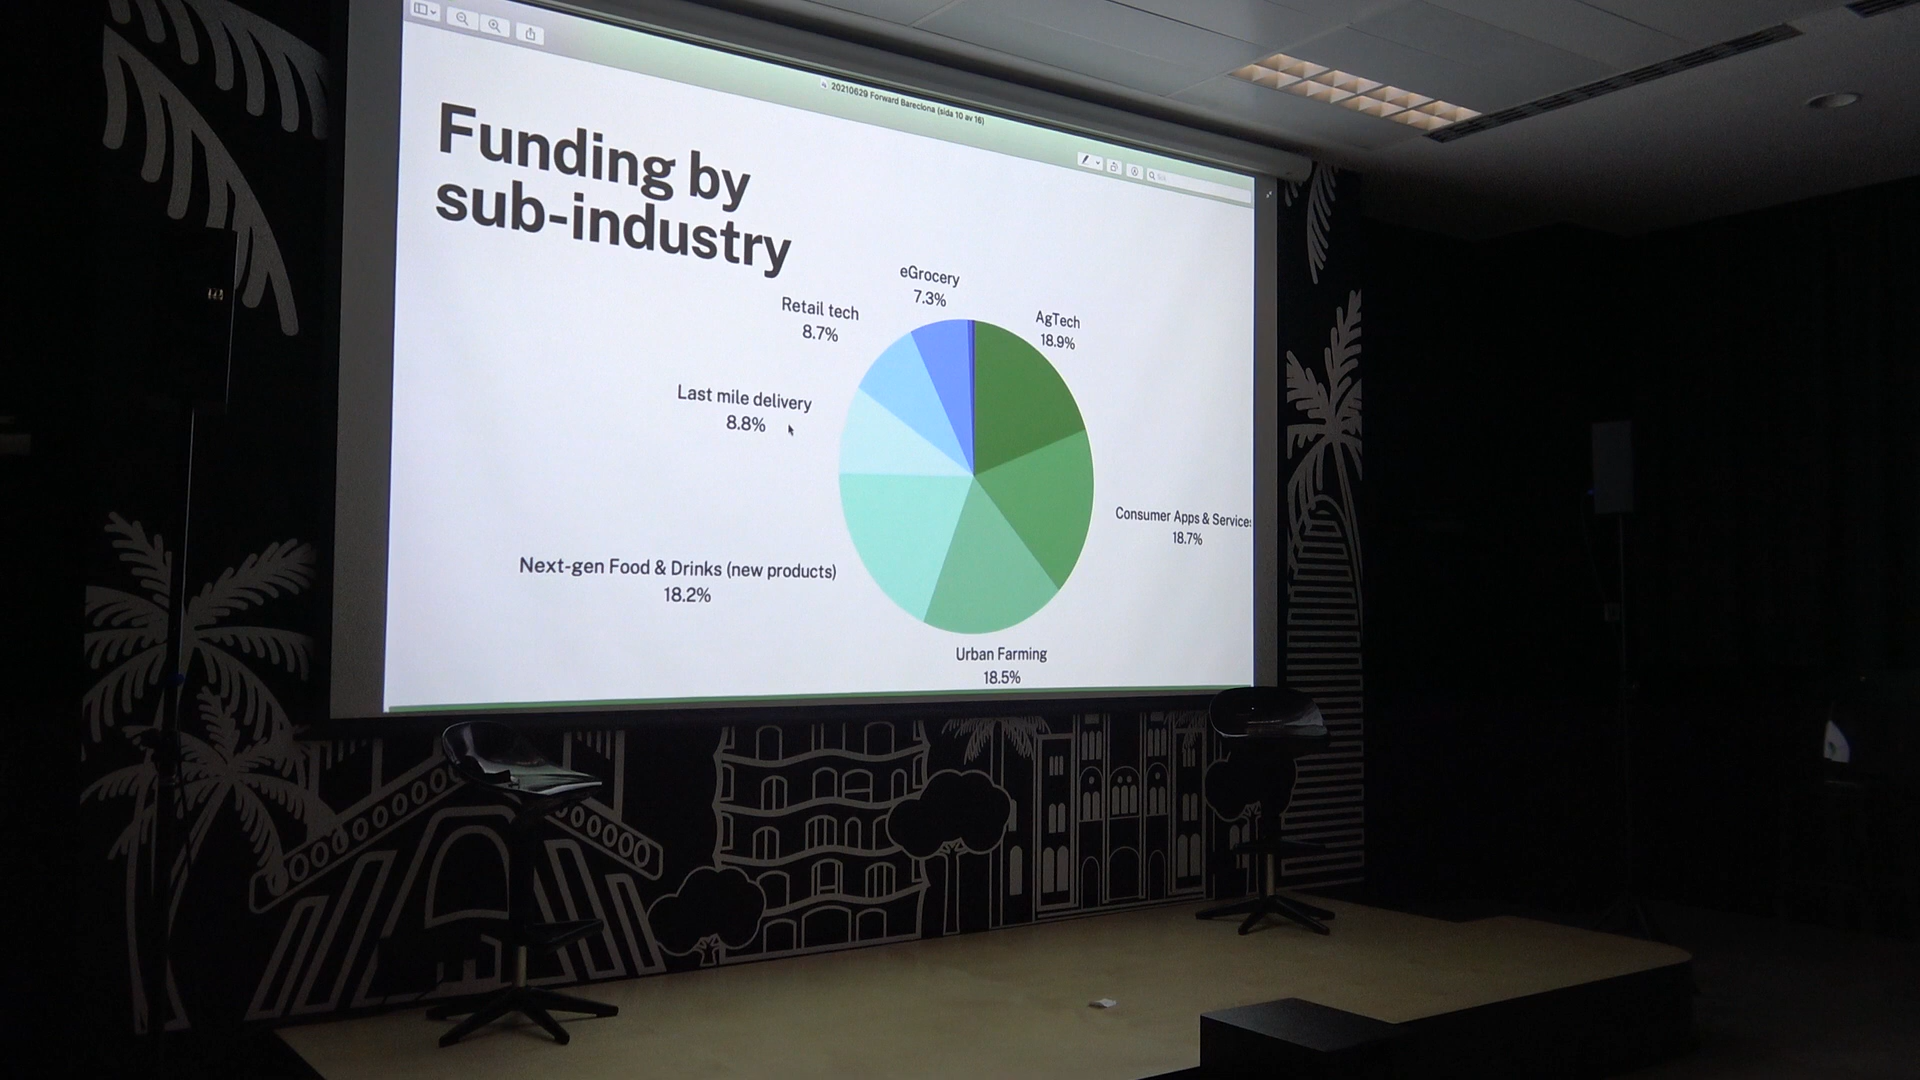 20210629 Forward Bareclona (sida 10 av 16)
Funding by
sub-industry
eGrocery
7.3%
Retail tech
8.7%
AgTech
18.9%
Last mile delivery
8.8%
Consumer Apps & Services
18.7%
Next-gen Food & Drinks (new products)
18.2%
Urban Farming
18.5%